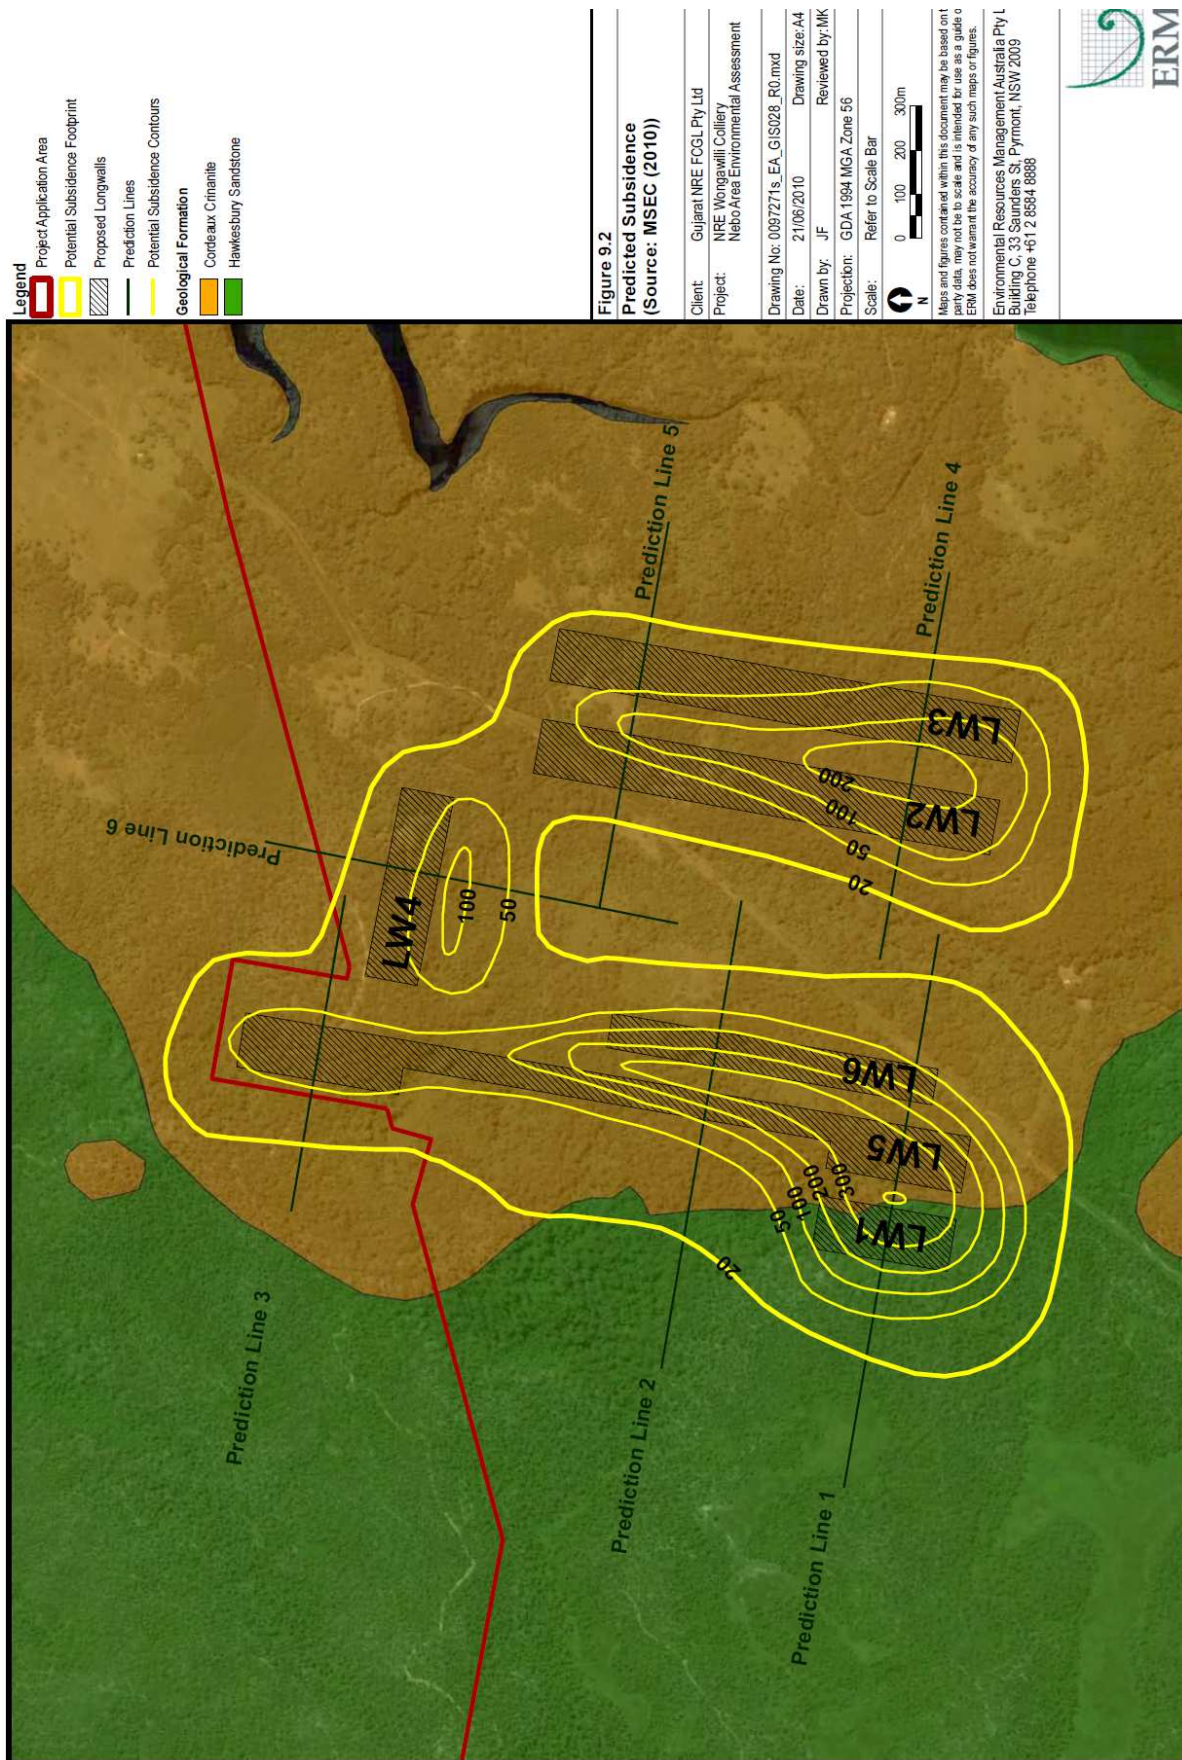 Legend
Project Application Area
Potential Subsidence Footprint
Proposed Longwalls
Prediction Lines
Potential Subsidence Contours
Geological Formation
Cordeaux Crinanite
Hawkesbury Sandstone
Figure 9.2
Predicted Subsidence
(Source: MSEC (2010))
Client: Gujarat NRE FCGL Pty Ltd
Project: NRE Wongawilli Colliery
Nebo Area Environmental Assessment
Drawing No: 0097271s_EA_GIS028_R0.mxd
Date: 21/06/2010 Drawing size: A4
Drawn by: JF Reviewed by: MK
Projection: GDA 1994 MGA Zone 56
Scale: Refer to Scale Bar
N
0 100 200 300m
Maps and figures contained within this document may be based on
party data, may not be to scale and is intended for use as a guide
ERM does not warrant the accuracy of any such maps or figures.
Environmental Resources Management Australia Pty L
Building C, 33 Saunders St, Pyrmont, NSW 2009
Telephone +61 2 8584 8888
ERM
Prediction Line 3
Prediction Line 6
LW4
100
50
Prediction Line 5
Prediction Line 2
20
50
100
200
300
LW1
LW5
LW6
20
50
100
200
LW2
LW3
Prediction Line 4
Prediction Line 1